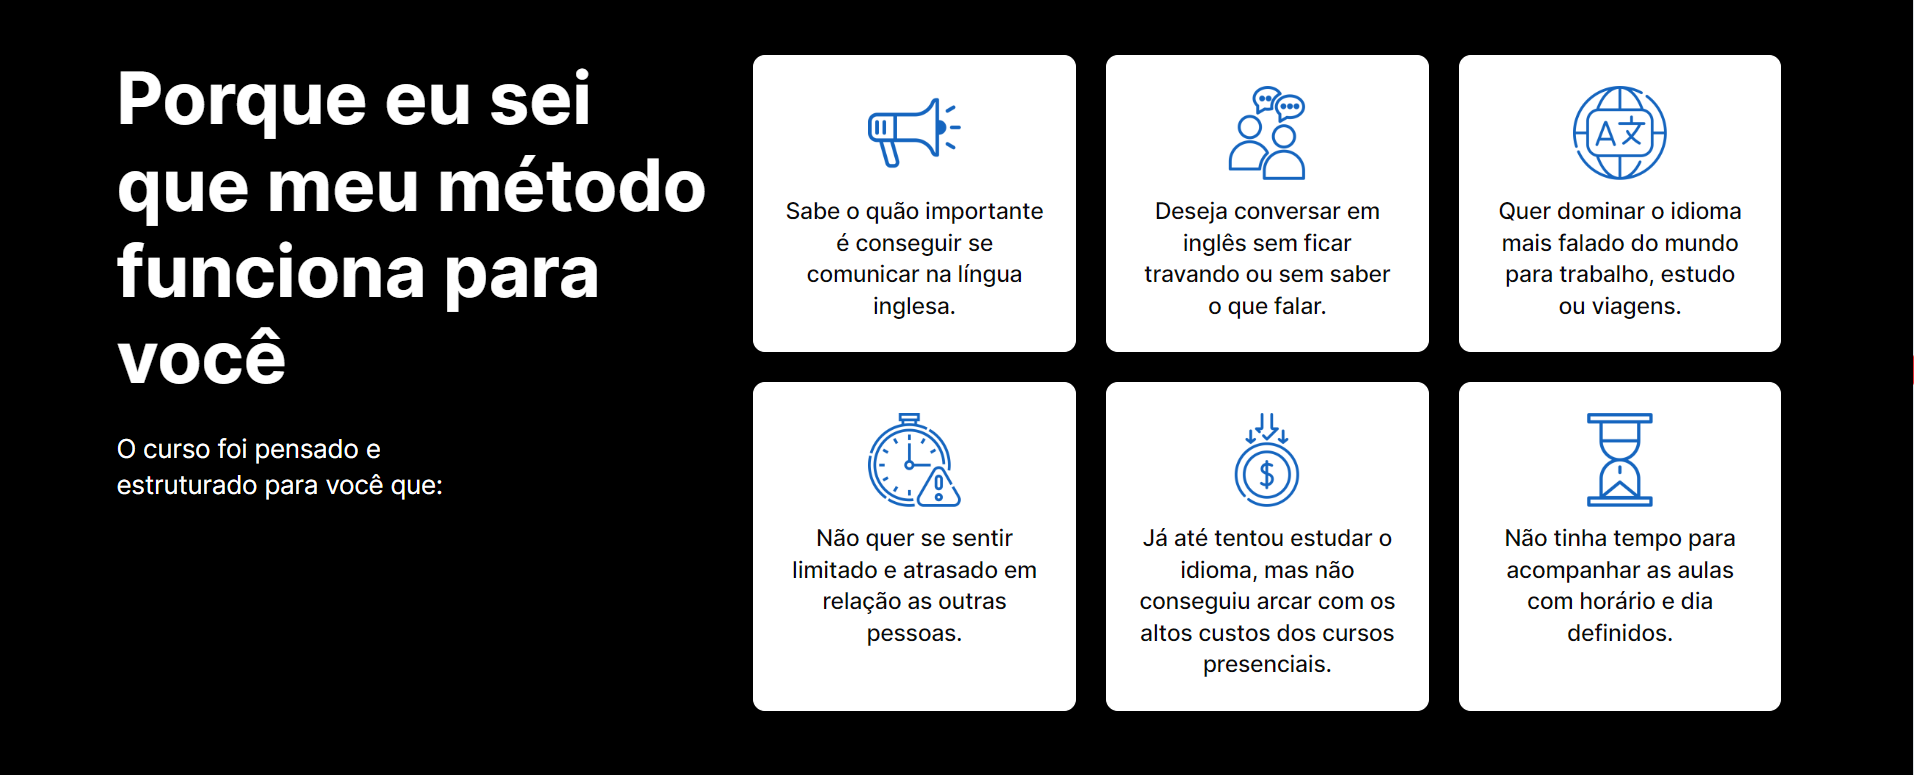 Porque eu sei
que meu método
funciona para
você
O curso foi pensado e
estruturado para você que:
Sabe o quão importante
é conseguir se
comunicar na língua
inglesa.
Deseja conversar em
inglês sem ficar
travando ou sem saber
o que falar.
A 文
Quer dominar o idioma
mais falado do mundo
para trabalho, estudo
ou viagens.
Não quer se sentir
limitado e atrasado em
relação as outras
pessoas.
$
Já até tentou estudar o
idioma, mas não
conseguiu arcar com os
altos custos dos cursos
presenciais.
Não tinha tempo para
acompanhar as aulas
com horário e dia
definidos.